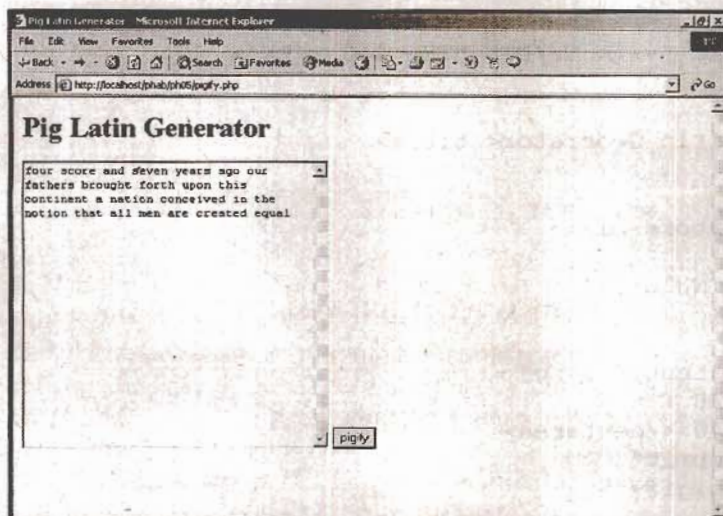 Pig Latin Generator - Microsoft Internet Explorer
File Edit View Favorites Tools Help
Back Search Favorites Media
Address http://localhost/phab/ph05/pigify.php Go
Pig Latin Generator
four score and seven years ago our
fathers brought forth upon this
continent a nation conceived in the
notion that all men are created equal
pigify